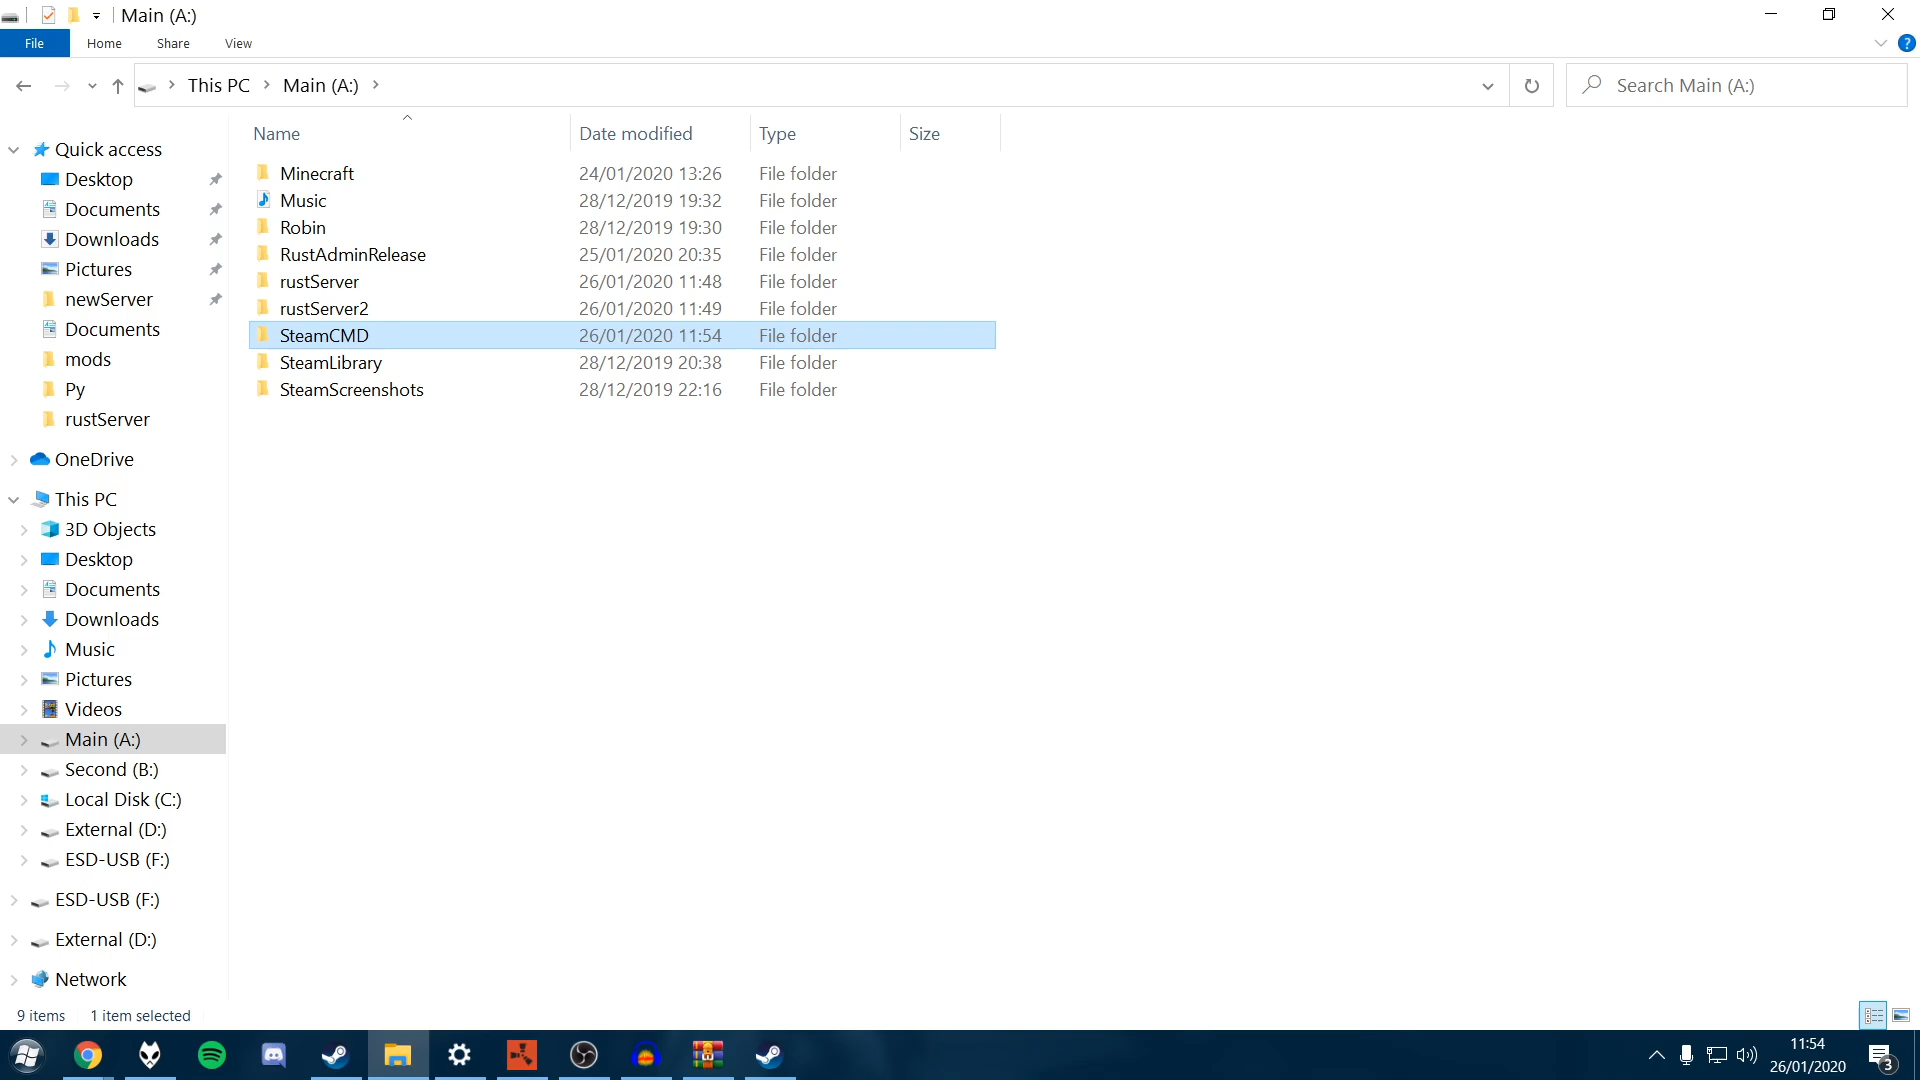 Main (A:)
File Home Share View
This PC Main (A:) Search Main (A:)
Name Date modified Type Size
Minecraft 24/01/2020 13:26 File folder
Music 28/12/2019 19:32 File folder
Robin 28/12/2019 19:30 File folder
RustAdminRelease 25/01/2020 20:35 File folder
rustServer 26/01/2020 11:48 File folder
rustServer2 26/01/2020 11:49 File folder
SteamCMD 26/01/2020 11:54 File folder
SteamLibrary 28/12/2019 20:38 File folder
SteamScreenshots 28/12/2019 22:16 File folder
Quick access
Desktop
Documents
Downloads
Pictures
newServer
Documents
mods
Py
rustServer
OneDrive
This PC
3D Objects
Desktop
Documents
Downloads
Music
Pictures
Videos
Main (A:)
Second (B:)
Local Disk (C:)
External (D:)
ESD-USB (F:)
ESD-USB (F:)
External (D:)
Network
9 items 1 item selected
11:54
26/01/2020
3